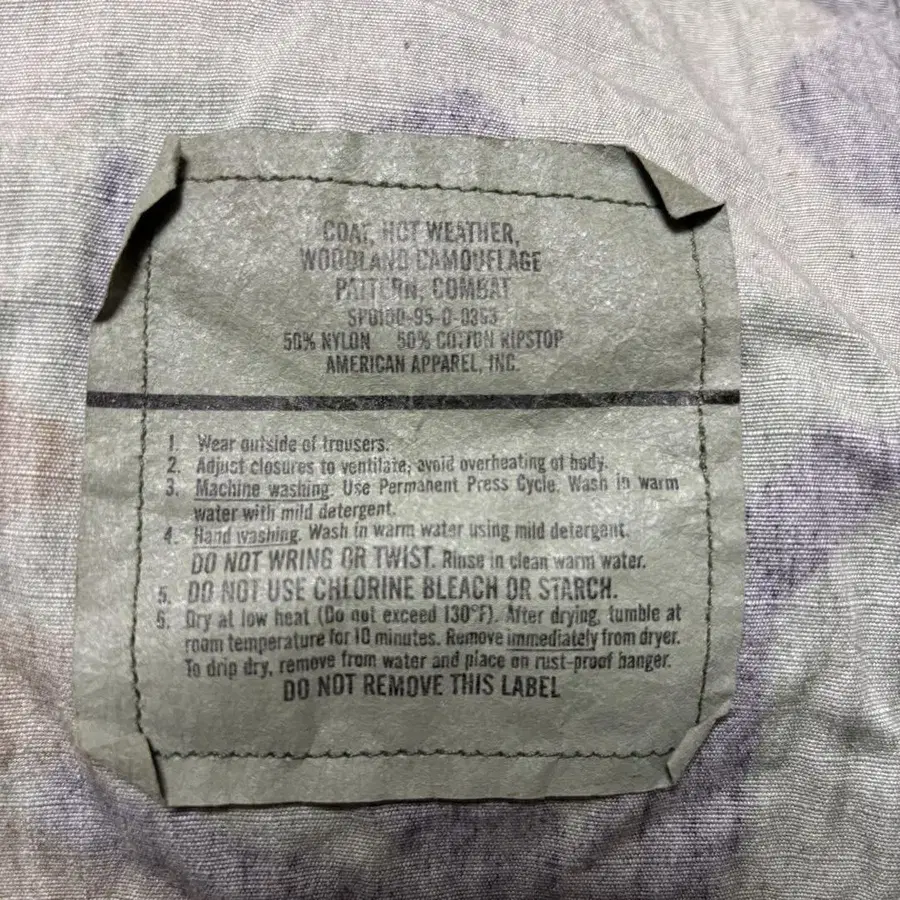 COAT, HOT WEATHER,
WOODLAND CAMOUFLAGE
PATTERN, COMBAT
50% NYLON 50% COTTON RIPSTOP
AMERICAN APPAREL, INC.
1. Wear outside of trousers.
2. Adjust closures to ventilate; avoid overheating of body.
3. Machine washing. Use Permanent Press Cycle. Wash in warm
water with mild detergent.
4. Hand washing. Wash in warm water using mild detergent.
DO NOT WRING OR TWIST. Rinse in clean warm water.
5. DO NOT USE CHLORINE BLEACH OR STARCH.
6. Dry at low heat (Do not exceed 130°F). After drying, tumble at
room temperature for 10 minutes. Remove immediately from dryer.
To drip dry, remove from water and place on rust-proof hanger.
DO NOT REMOVE THIS LABEL